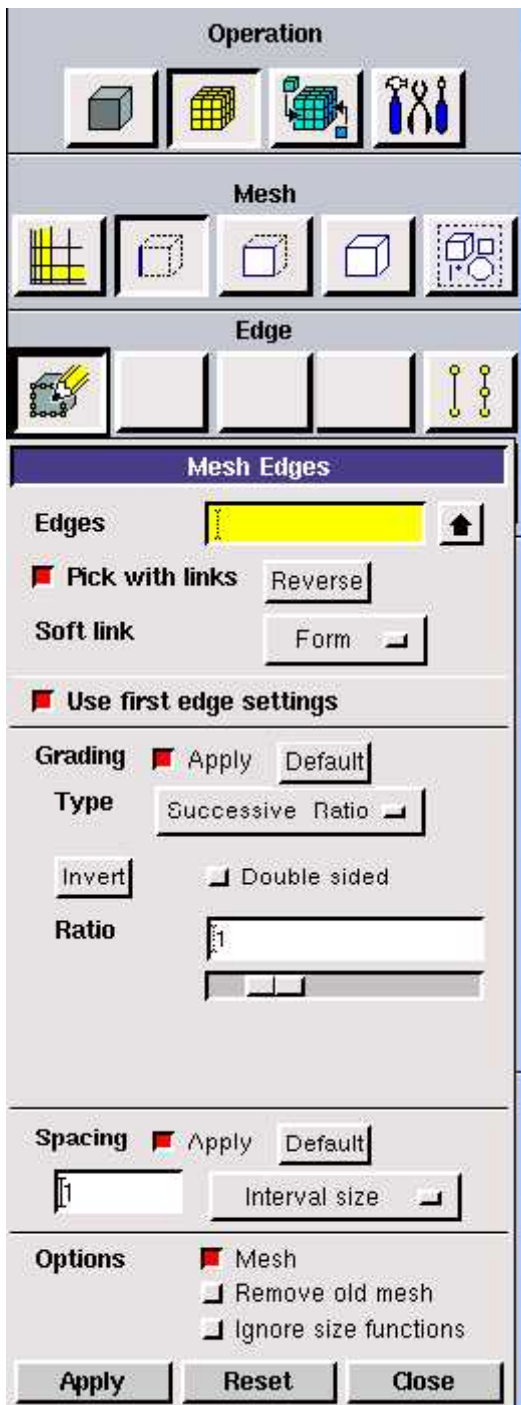 Operation
Mesh
Edge
Mesh Edges
Edges
Pick with links Reverse
Soft link Form
Use first edge settings
Grading Apply Default
Type Successive Ratio
Invert Double sided
Ratio 1
Spacing Apply Default
1 Interval size
Options Mesh
Remove old mesh
Ignore size functions
Apply Reset Close